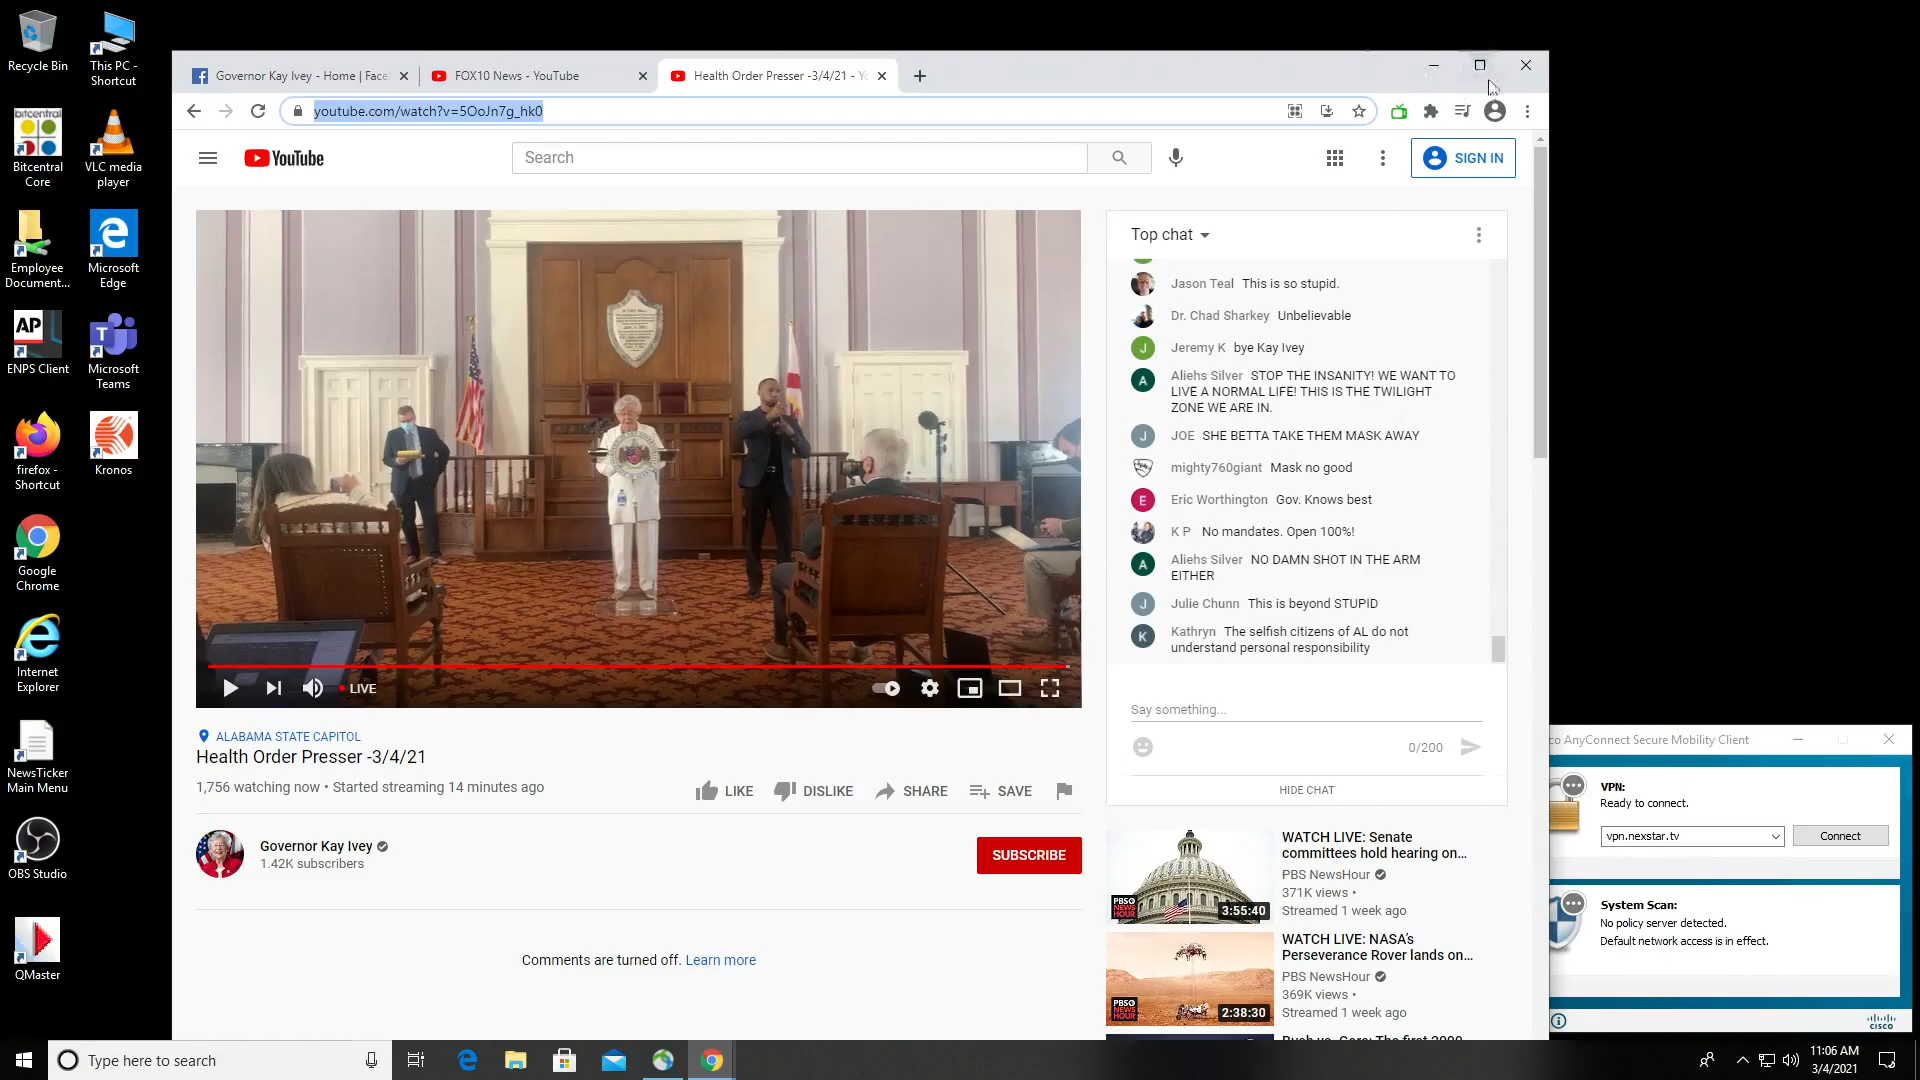 Recycle Bin
This PC -
Shortcut
Bitcentral
Core
VLC media
player
Employee
Document...
Microsoft
Edge
AP
ENPS Client
Microsoft
Teams
firefox -
Shortcut
Kronos
Google
Chrome
Internet
Explorer
NewsTicker
Main Menu
OBS Studio
QMaster
Governor Kay Ivey - Home | Face
FOX10 News - YouTube
Health Order Presser -3/4/21 - Yo
youtube.com/watch?v=5OoJn7g_hk0
YouTube
Search
SIGN IN
LIVE
ALABAMA STATE CAPITOL
Health Order Presser -3/4/21
1,756 watching now • Started streaming 14 minutes ago
LIKE
DISLIKE
SHARE
SAVE
Governor Kay Ivey
1.42K subscribers
SUBSCRIBE
Comments are turned off. Learn more
Top chat
Jason Teal This is so stupid.
Dr. Chad Sharkey Unbelievable
J Jeremy K bye Kay Ivey
A Aliehs Silver STOP THE INSANITY! WE WANT TO
LIVE A NORMAL LIFE! THIS IS THE TWILIGHT
ZONE WE ARE IN.
J JOE SHE BETTA TAKE THEM MASK AWAY
mighty760giant Mask no good
E Eric Worthington Gov. Knows best
K P No mandates. Open 100%!
A Aliehs Silver NO DAMN SHOT IN THE ARM
EITHER
J Julie Chunn This is beyond STUPID
K Kathryn The selfish citizens of AL do not
understand personal responsibility
Say something...
0/200
HIDE CHAT
WATCH LIVE: Senate
committees hold hearing on...
PBS NewsHour
371K views •
Streamed 1 week ago
PBS NEWS HOUR
3:55:40
WATCH LIVE: NASA's
Perseverance Rover lands on...
PBS NewsHour
369K views •
Streamed 1 week ago
PBS NEWS HOUR
2:38:30
co AnyConnect Secure Mobility Client
VPN:
Ready to connect.
vpn.nexstar.tv
Connect
System Scan:
No policy server detected.
Default network access is in effect.
CISCO
Type here to search
11:06 AM
3/4/2021